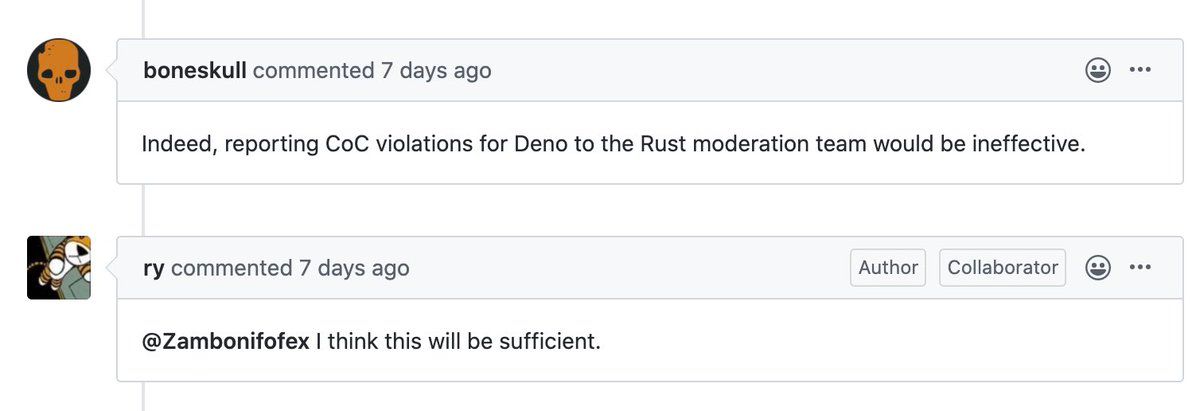 boneskull commented 7 days ago
Indeed, reporting CoC violations for Deno to the Rust moderation team would be ineffective.
ry commented 7 days ago Author Collaborator
@Zambonifofex I think this will be sufficient.